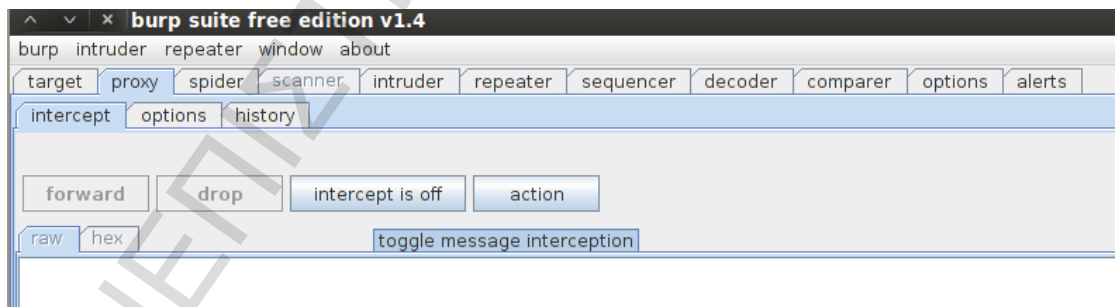 burp suite free edition v1.4
burp intruder repeater window about
target proxy spider scanner intruder repeater sequencer decoder comparer options alerts
intercept options history
forward drop intercept is off action
raw hex toggle message interception